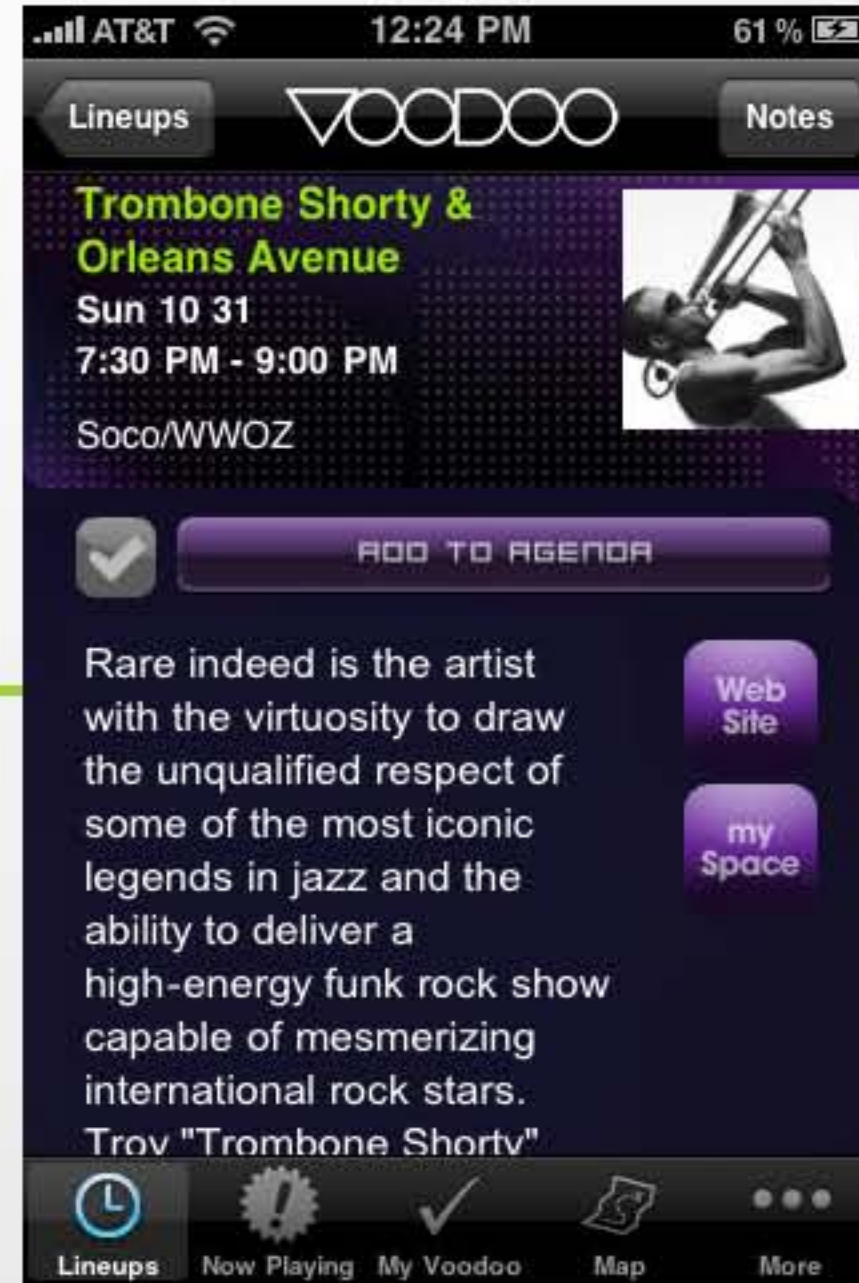 AT&T 12:24 PM 61%
Lineups VOODOO Notes
Trombone Shorty &
Orleans Avenue
Sun 10 31
7:30 PM - 9:00 PM
Soco/WWOZ
ADD TO AGENDA
Rare indeed is the artist
with the virtuosity to draw
the unqualified respect of
some of the most iconic
legends in jazz and the
ability to deliver a
high-energy funk rock show
capable of mesmerizing
international rock stars.
Troy "Trombone Shorty"
Web
Site
my
Space
Lineups Now Playing My Voodoo Map More